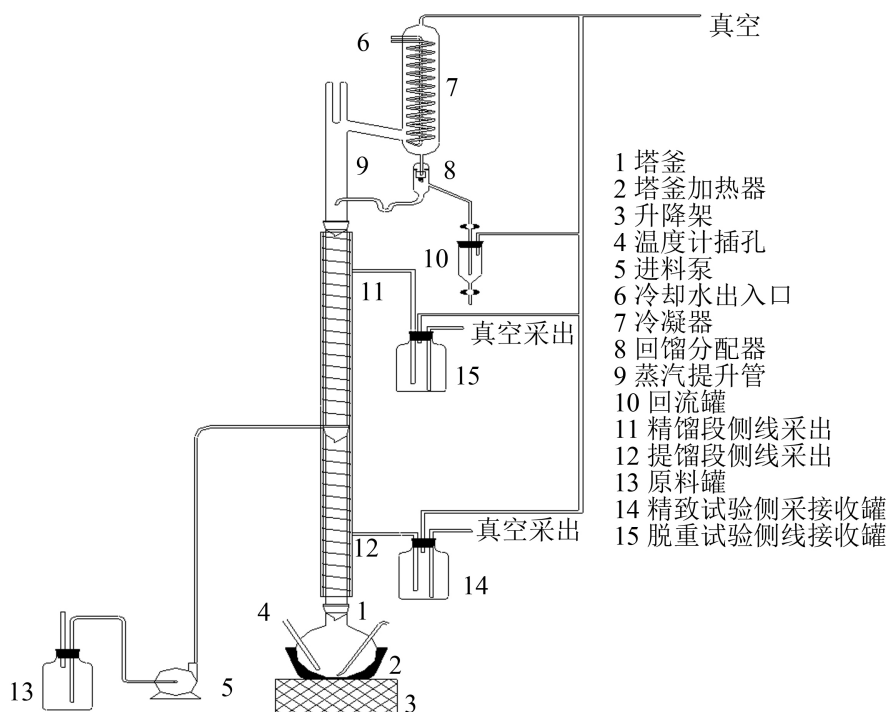 真空
6
7
9
8
10
11
真空采出
15
12
真空采出
14
4
1
2
13
5
3
1 塔釜
2 塔釜加热器
3 升降架
4 温度计插孔
5 进料泵
6 冷却水出入口
7 冷凝器
8 回馏分配器
9 蒸汽提升管
10 回流罐
11 精馏段侧线采出
12 提馏段侧线采出
13 原料罐
14 精致试验侧采接收罐
15 脱重试验侧线接收罐